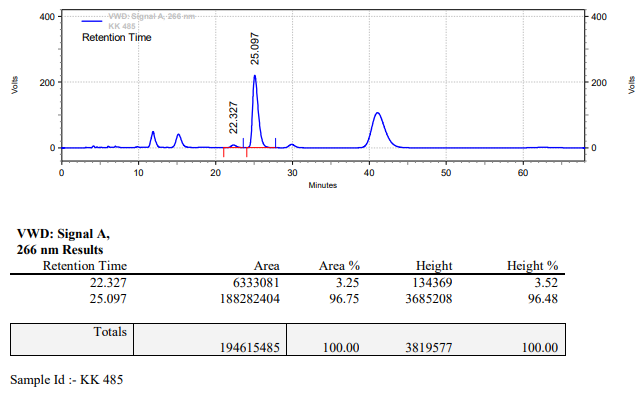 VWD: Signal A, 266 nm
KK 485
Retention Time
400
200
0
Volts
22.327
25.097
400
200
0
Volts
0 10 20 30 40 50 60
Minutes
VWD: Signal A,
266 nm Results
Retention Time Area Area % Height Height %
22.327 6333081 3.25 134369 3.52
25.097 188282404 96.75 3685208 96.48
Totals
194615485 100.00 3819577 100.00
Sample Id :- KK 485